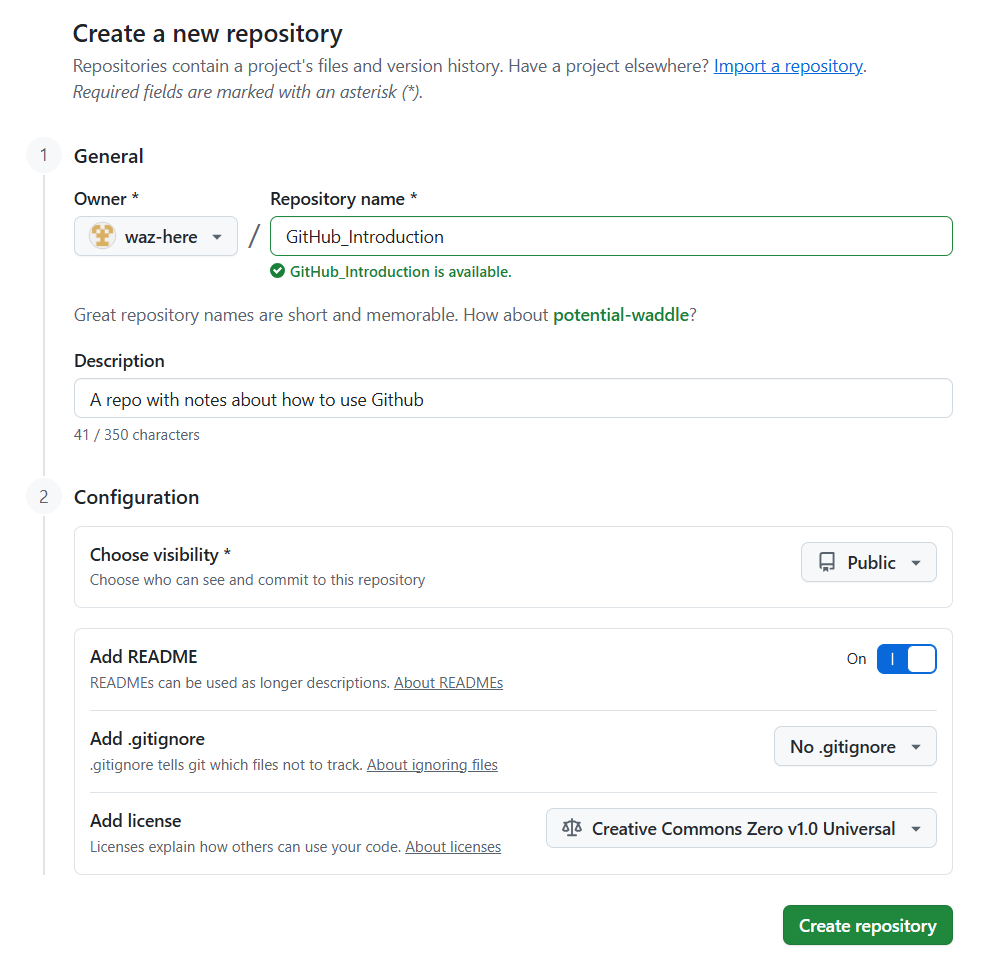 Create a new repository
Repositories contain a project's files and version history. Have a project elsewhere? Import a repository.
Required fields are marked with an asterisk (*).
1 General
Owner * Repository name *
waz-here / GitHub_Introduction
GitHub_Introduction is available.
Great repository names are short and memorable. How about potential-waddle?
Description
A repo with notes about how to use Github
41 / 350 characters
2 Configuration
Choose visibility *
Choose who can see and commit to this repository
Public
Add README
READMEs can be used as longer descriptions. About READMEs
On
Add .gitignore
.gitignore tells git which files not to track. About ignoring files
No .gitignore
Add license
Licenses explain how others can use your code. About licenses
Creative Commons Zero v1.0 Universal
Create repository